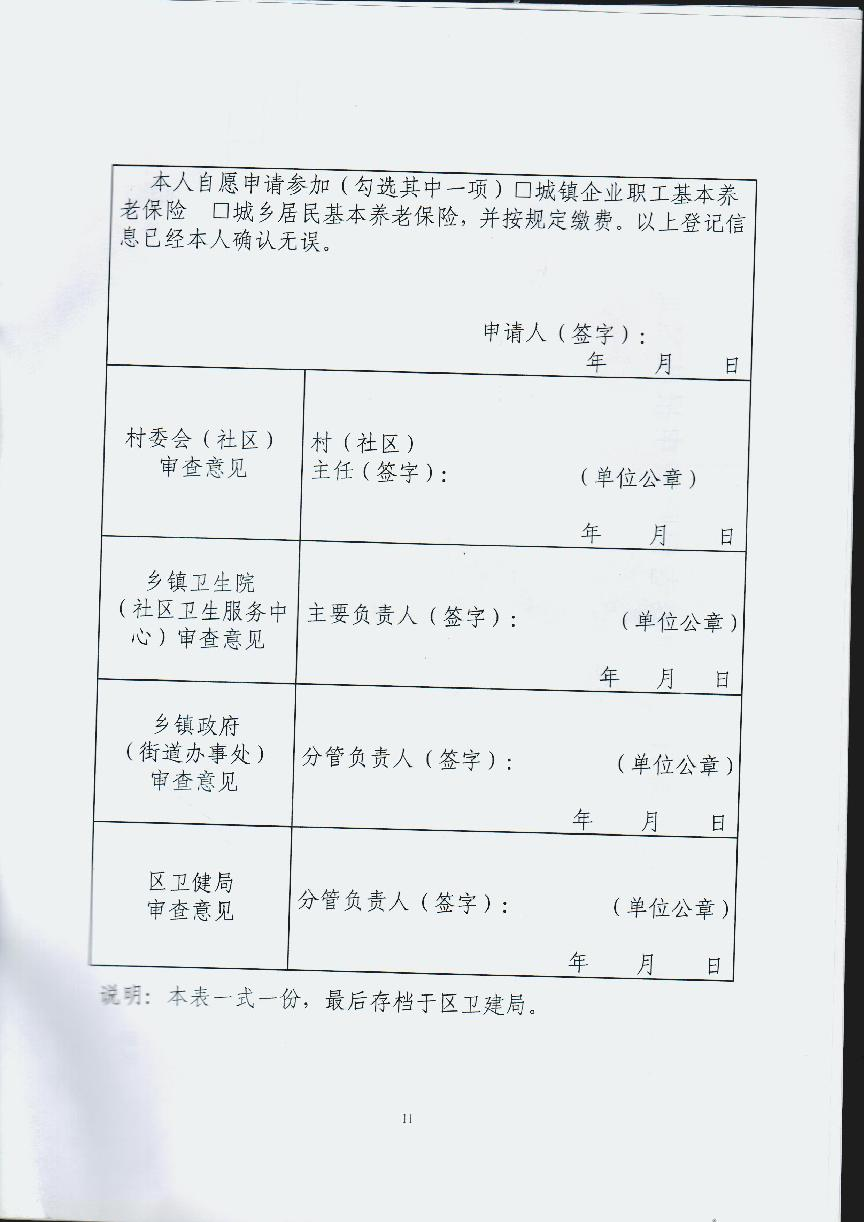 本人自愿申请参加（勾选其中一项）□城镇企业职工基本养
老保险 □城乡居民基本养老保险，并按规定缴费。以上登记信
息已经本人确认无误。
申请人（签字）：
年 月 日
村委会（社区）
审查意见
村（社区）
主任（签字）： （单位公章）
年 月 日
乡镇卫生院
（社区卫生服务中
心）审查意见
主要负责人（签字）： （单位公章）
年 月 日
乡镇政府
（街道办事处）
审查意见
分管负责人（签字）： （单位公章）
年 月 日
区卫健局
审查意见
分管负责人（签字）： （单位公章）
年 月 日
说明：本表一式一份，最后存档于区卫建局。
11